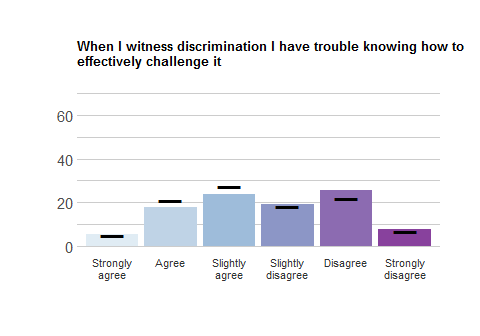 When I witness discrimination I have trouble knowing how to
effectively challenge it
60
40
20
0
Strongly
agree
Agree
Slightly
agree
Slightly
disagree
Disagree
Strongly
disagree